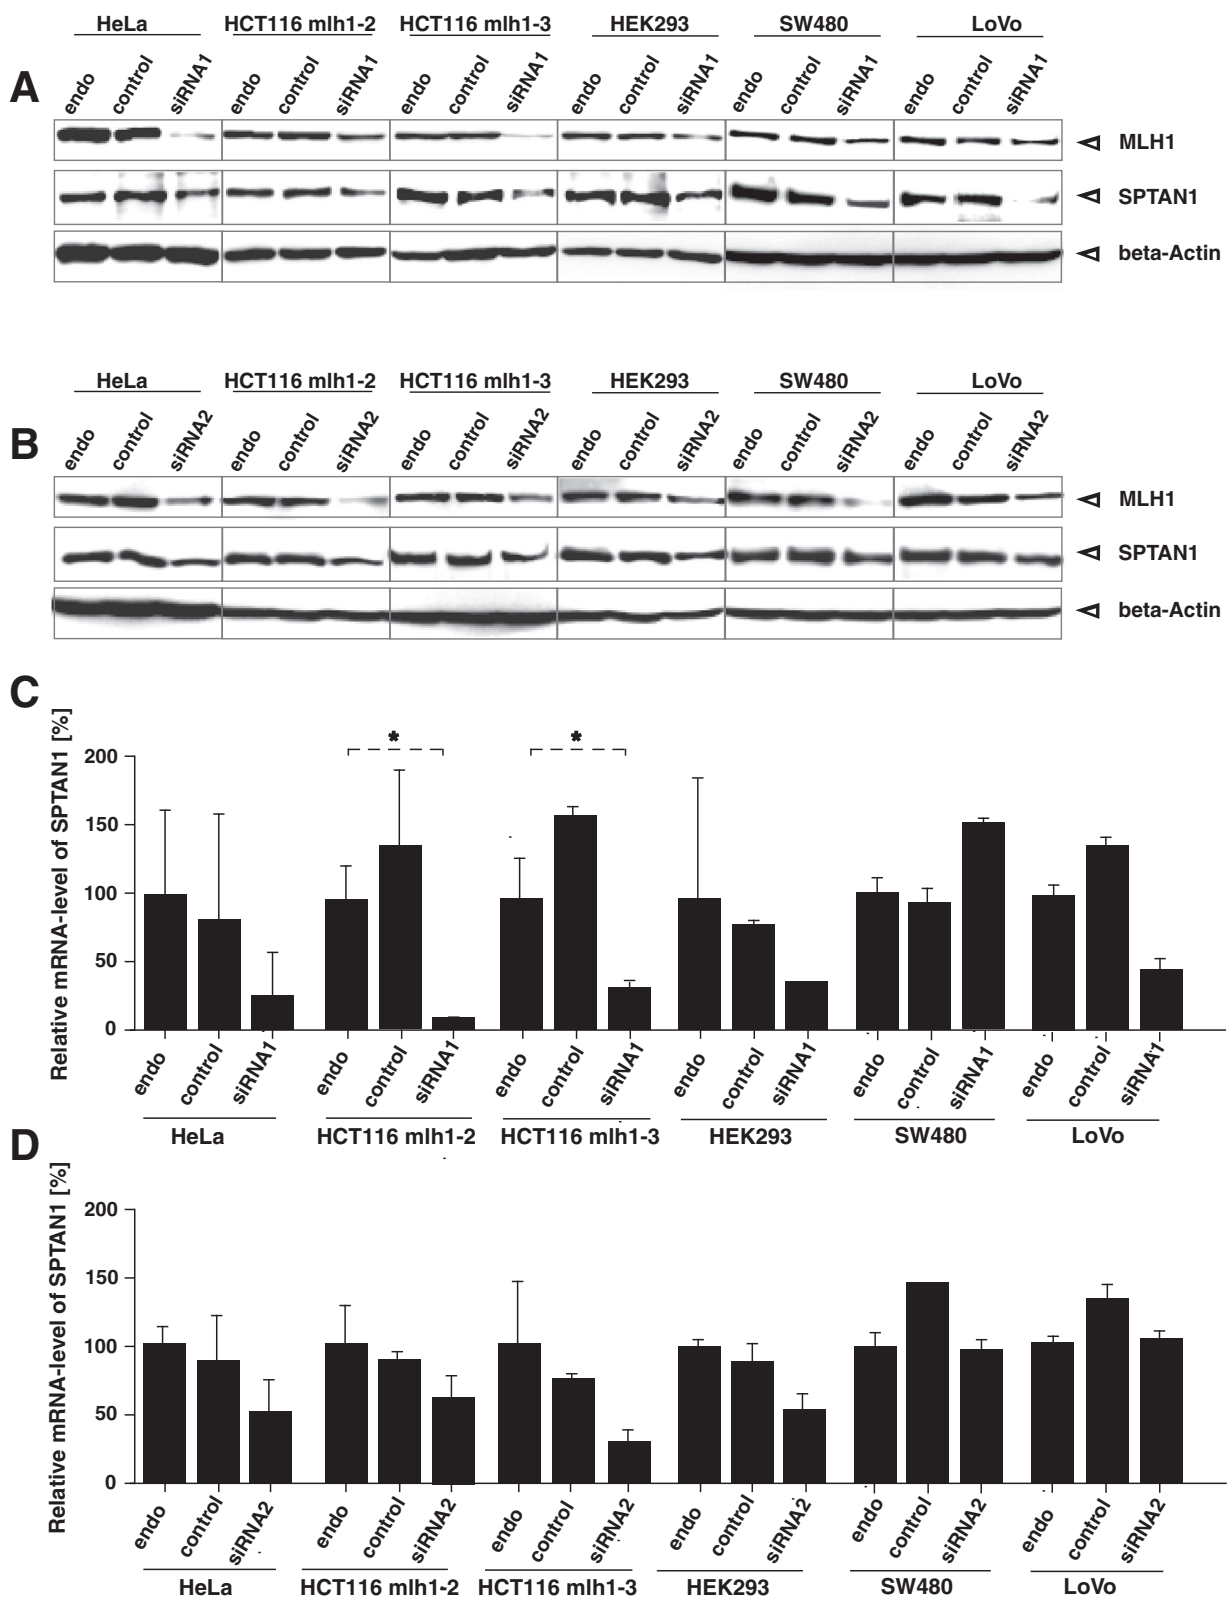 HeLa HCT116 mlh1-2 HCT116 mlh1-3 HEK293 SW480 LoVo
A
endo control siRNA1 endo control siRNA1 endo control siRNA1 endo control siRNA1 endo control siRNA1 endo control siRNA1
MLH1
SPTAN1
beta-Actin
HeLa HCT116 mlh1-2 HCT116 mlh1-3 HEK293 SW480 LoVo
B
endo control siRNA2 endo control siRNA2 endo control siRNA2 endo control siRNA2 endo control siRNA2 endo control siRNA2
MLH1
SPTAN1
beta-Actin
C
Relative mRNA-level of SPTAN1 [%]
* *
200
150
100
50
0
endo control siRNA1 endo control siRNA1 endo control siRNA1 endo control siRNA1 endo control siRNA1 endo control siRNA1
HeLa HCT116 mlh1-2 HCT116 mlh1-3 HEK293 SW480 LoVo
D
Relative mRNA-level of SPTAN1 [%]
200
150
100
50
0
endo control siRNA2 endo control siRNA2 endo control siRNA2 endo control siRNA2 endo control siRNA2 endo control siRNA2
HeLa HCT116 mlh1-2 HCT116 mlh1-3 HEK293 SW480 LoVo